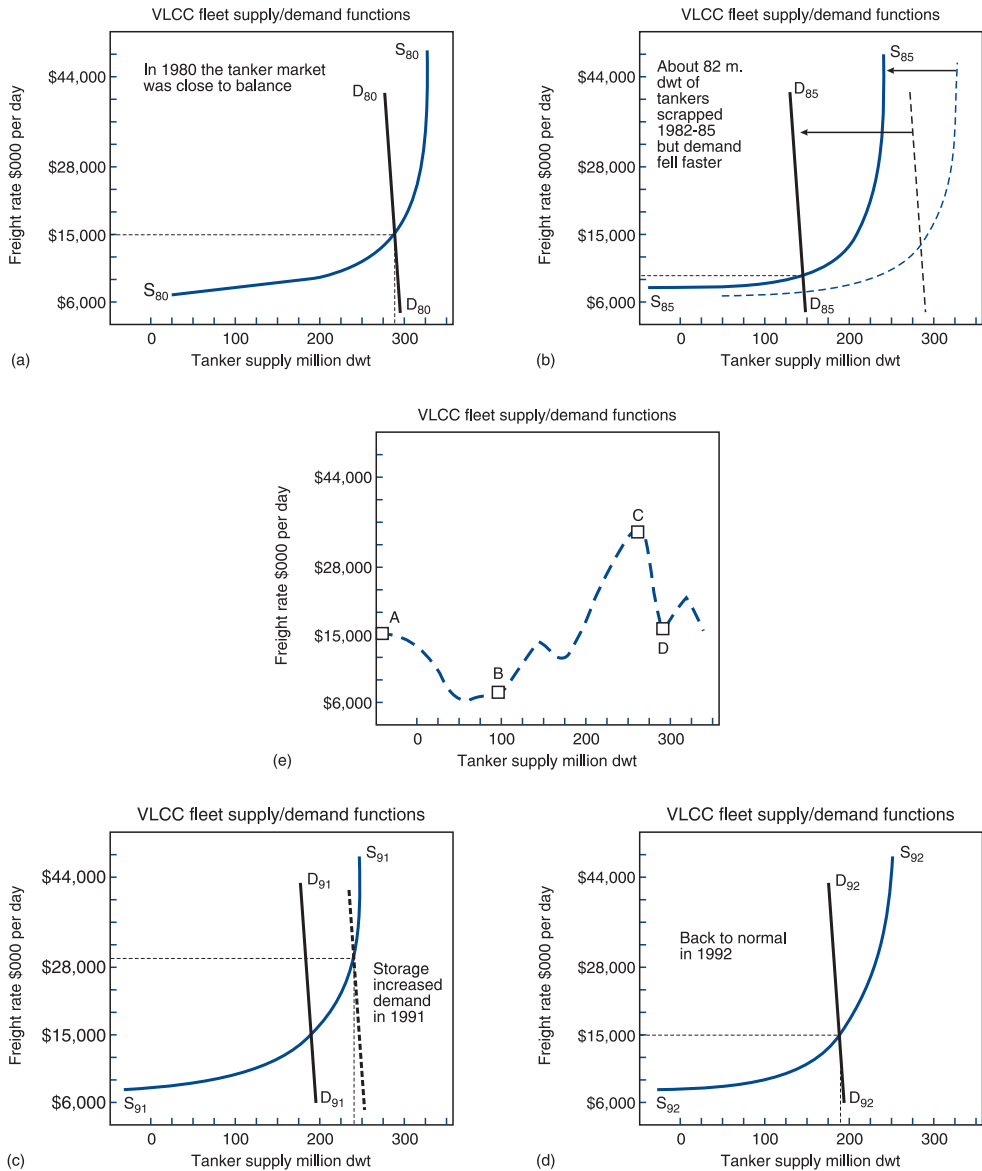 VLCC fleet supply/demand functions
Freight rate $000 per day
$44,000
$28,000
$15,000
$6,000
In 1980 the tanker market
was close to balance
S80
D80
S80
D80
0 100 200 300
Tanker supply million dwt
(a)
VLCC fleet supply/demand functions
Freight rate $000 per day
$44,000
$28,000
$15,000
$6,000
About 82 m.
dwt of
tankers
scrapped
1982-85
but demand
fell faster
S85
D85
S85
D85
0 100 200 300
Tanker supply million dwt
(b)
VLCC fleet supply/demand functions
Freight rate $000 per day
$44,000
$28,000
$15,000
$6,000
A
B
C
D
0 100 200 300
Tanker supply million dwt
(e)
VLCC fleet supply/demand functions
Freight rate $000 per day
$44,000
$28,000
$15,000
$6,000
S91
D91
Storage
increased
demand
in 1991
S91
D91
0 100 200 300
Tanker supply million dwt
(c)
VLCC fleet supply/demand functions
Freight rate $000 per day
$44,000
$28,000
$15,000
$6,000
S92
D92
Back to normal
in 1992
S92
D92
0 100 200 300
Tanker supply million dwt
(d)